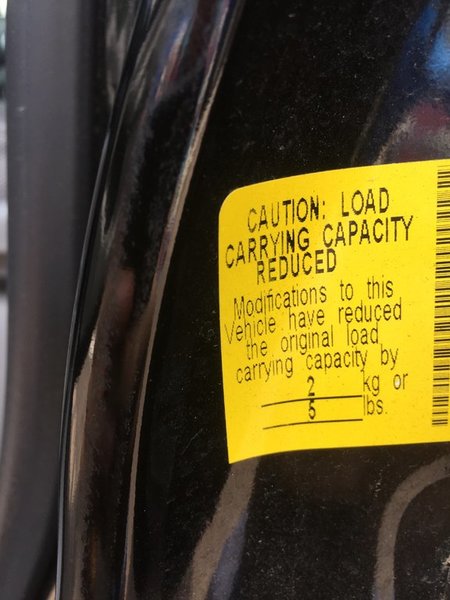 CAUTION: LOAD
CARRYING CAPACITY
REDUCED
Modifications to this
Vehicle have reduced
the original load
carrying capacity by
2 kg or
5 lbs.